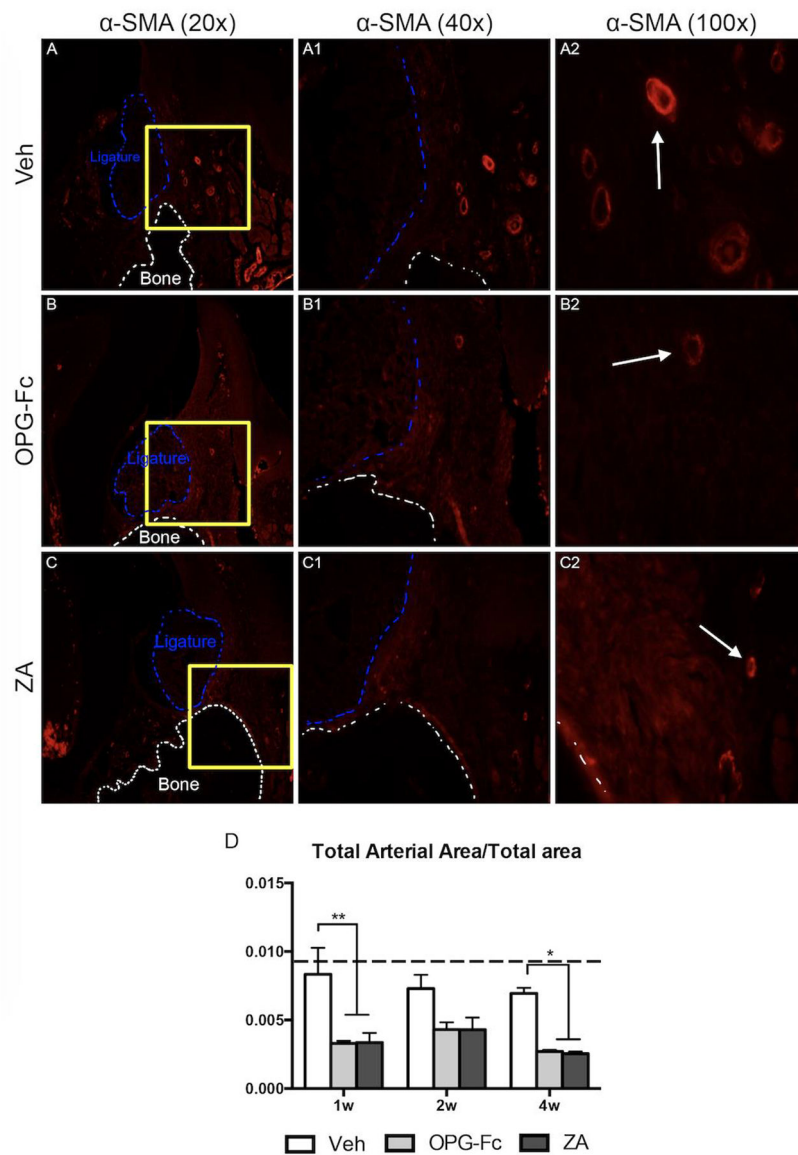 α-SMA (20x) α-SMA (40x) α-SMA (100x)
Veh
A
Ligature
Bone
A1
A2
OPG-Fc
B
Ligature
Bone
B1
B2
ZA
C
Ligature
Bone
C1
C2
D
Total Arterial Area/Total area
0.015
0.010
0.005
0.000
**
*
1w 2w 4w
Veh OPG-Fc ZA